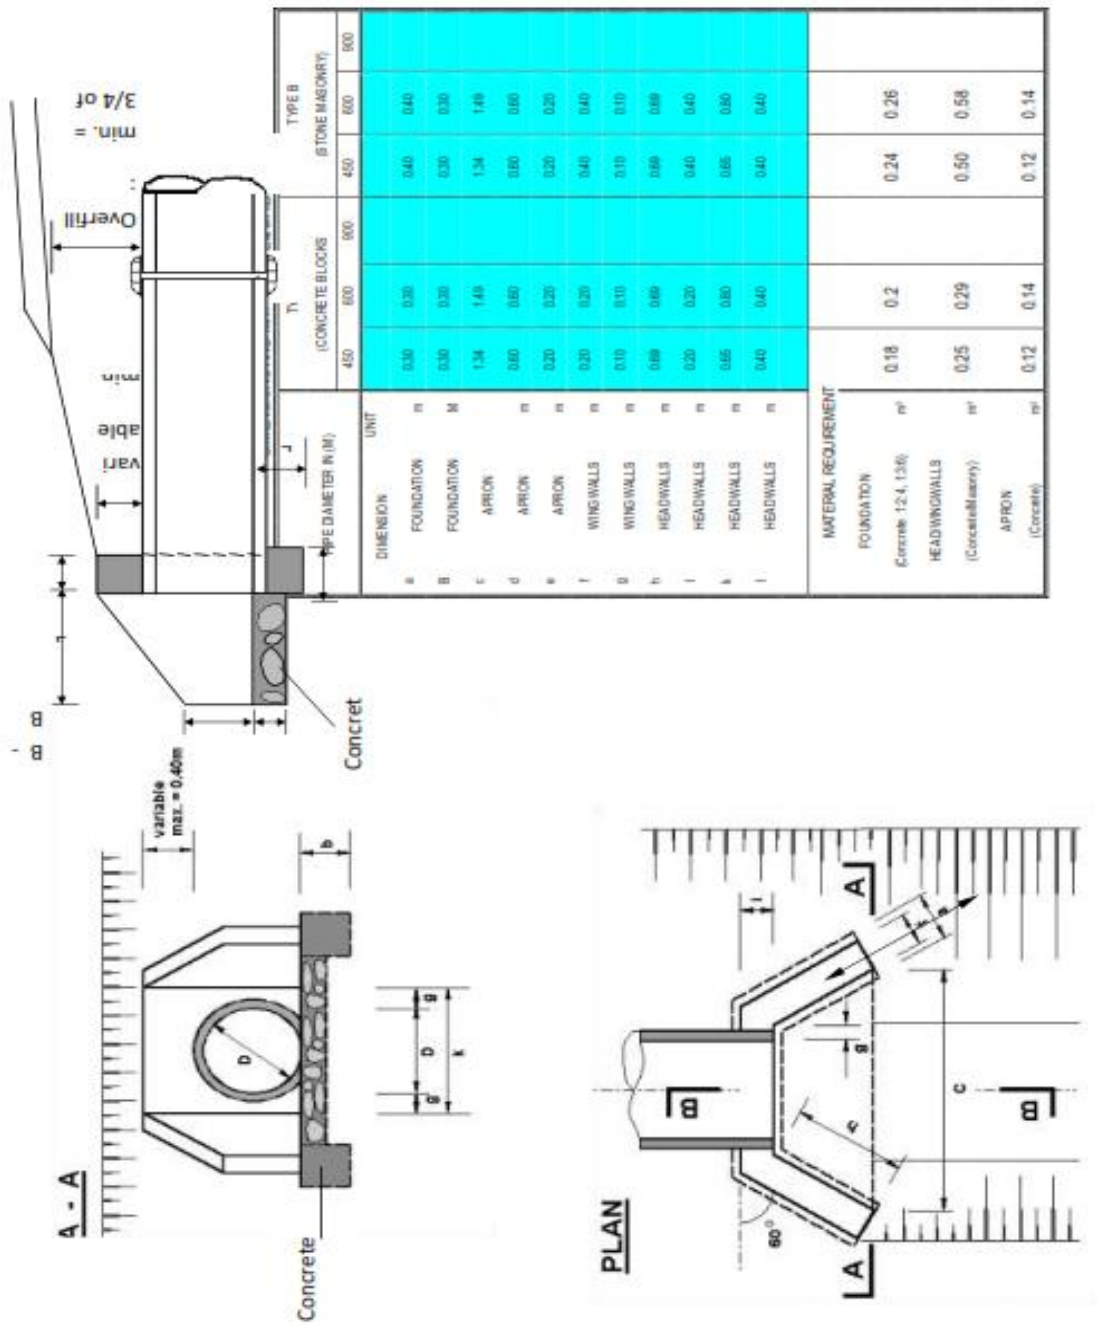 A - A
variable
max. = 0.40m
b
D
g
D
g
k
Concrete
B
B -
Concret
vari
able
min
Overfill
:
min. =
3/4 of
r
PLAN
60°
A
A
B
B
C
g
h
l
f
a
TYPE B
(CONCRETE BLOCKS
(STONE MASONRY)
PIPE DIAMETER IN (M)
450 600 900 450 600 900
DIMENSION UNIT
a FOUNDATION m 0.30 0.30 0.40 0.40
B FOUNDATION M 0.30 0.30 0.30 0.30
c APRON 1.34 1.49 1.34 1.49
d APRON m 0.60 0.60 0.60 0.60
e APRON m 0.20 0.20 0.20 0.20
f WINGWALLS m 0.20 0.20 0.40 0.40
g WINGWALLS m 0.10 0.10 0.10 0.10
h HEADWALLS m 0.69 0.69 0.69 0.69
i HEADWALLS m 0.20 0.20 0.40 0.40
k HEADWALLS m 0.65 0.80 0.65 0.80
l HEADWALLS m 0.40 0.40 0.40 0.40
MATERIAL REQUIREMENT
FOUNDATION
(Concrete 1:2:4, 1:3:6) m³ 0.18 0.2 0.24 0.26
HEADWINGWALLS
(Concrete/Masonry) m³ 0.25 0.29 0.50 0.58
APRON
(Concrete) m³ 0.12 0.14 0.12 0.14